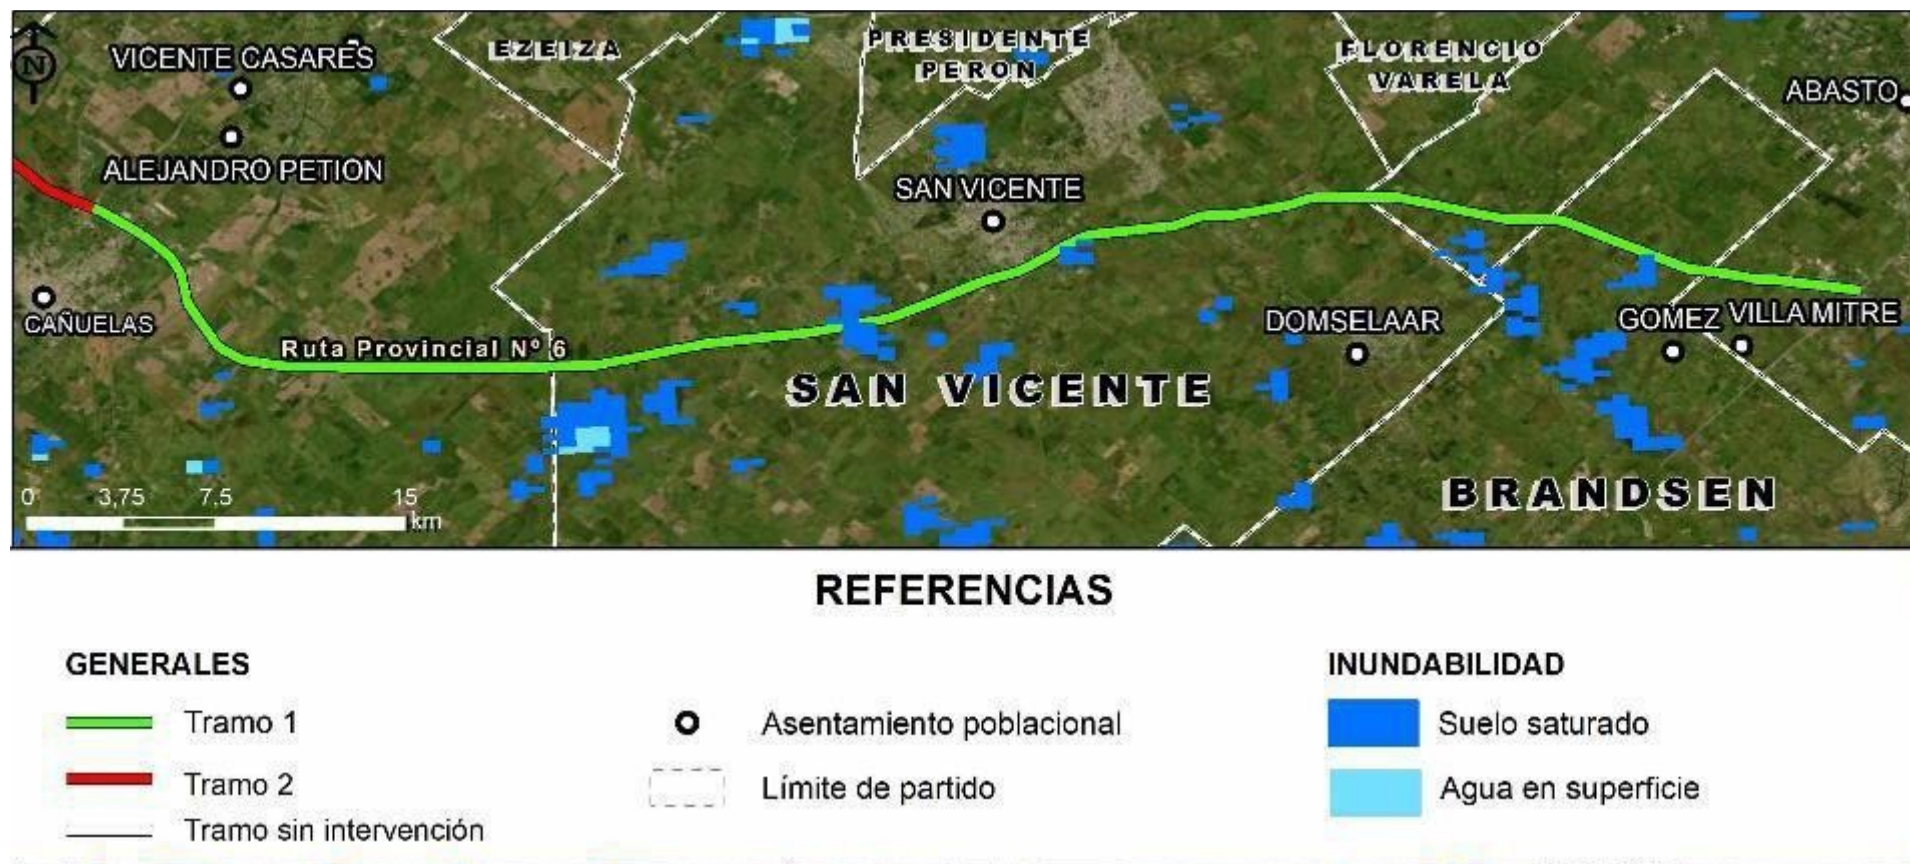 N
VICENTE CASARES
EZEIZA
PRESIDENTE
PERON
FLORENCIO
VARELA
ABASTO
ALEJANDRO PETION
SAN VICENTE
CAÑUELAS
Ruta Provincial Nº 6
DOMSELAAR
GOMEZ
VILLA MITRE
SAN VICENTE
BRANDSEN
0 3,75 7,5 15
km
REFERENCIAS
GENERALES
Tramo 1
Tramo 2
Tramo sin intervención
Asentamiento poblacional
Límite de partido
INUNDABILIDAD
Suelo saturado
Agua en superficie